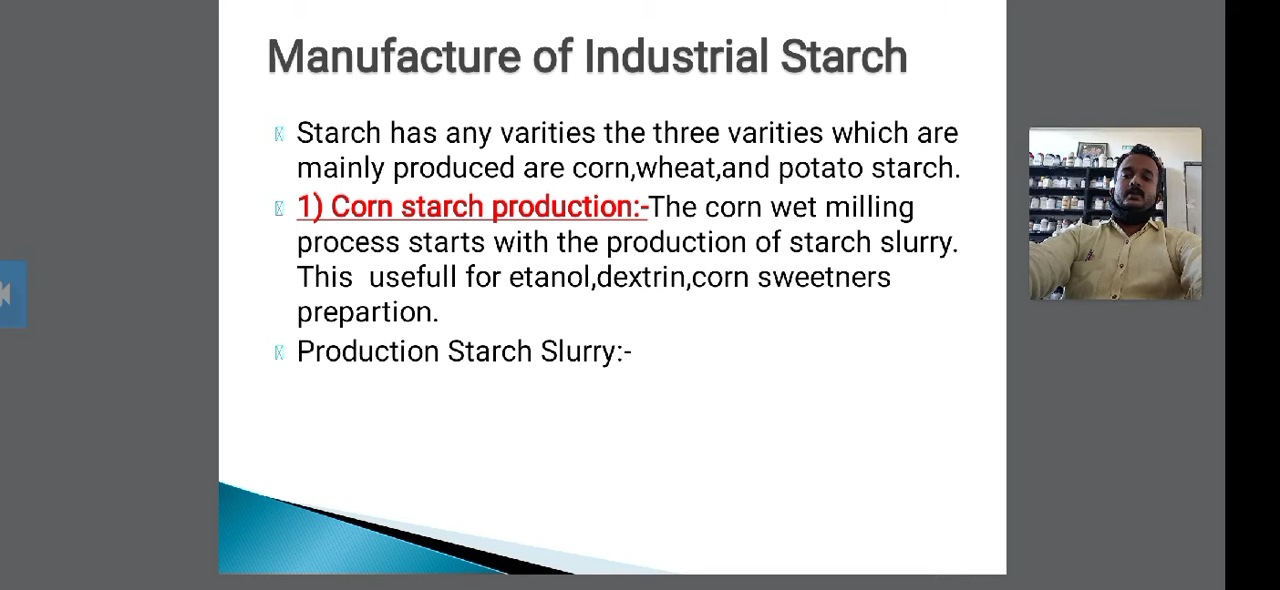 Manufacture of Industrial Starch
Starch has any varities the three varities which are
mainly produced are corn,wheat,and potato starch.
1) Corn starch production:-The corn wet milling
process starts with the production of starch slurry.
This  usefull for etanol,dextrin,corn sweetners
prepartion.
Production Starch Slurry:-